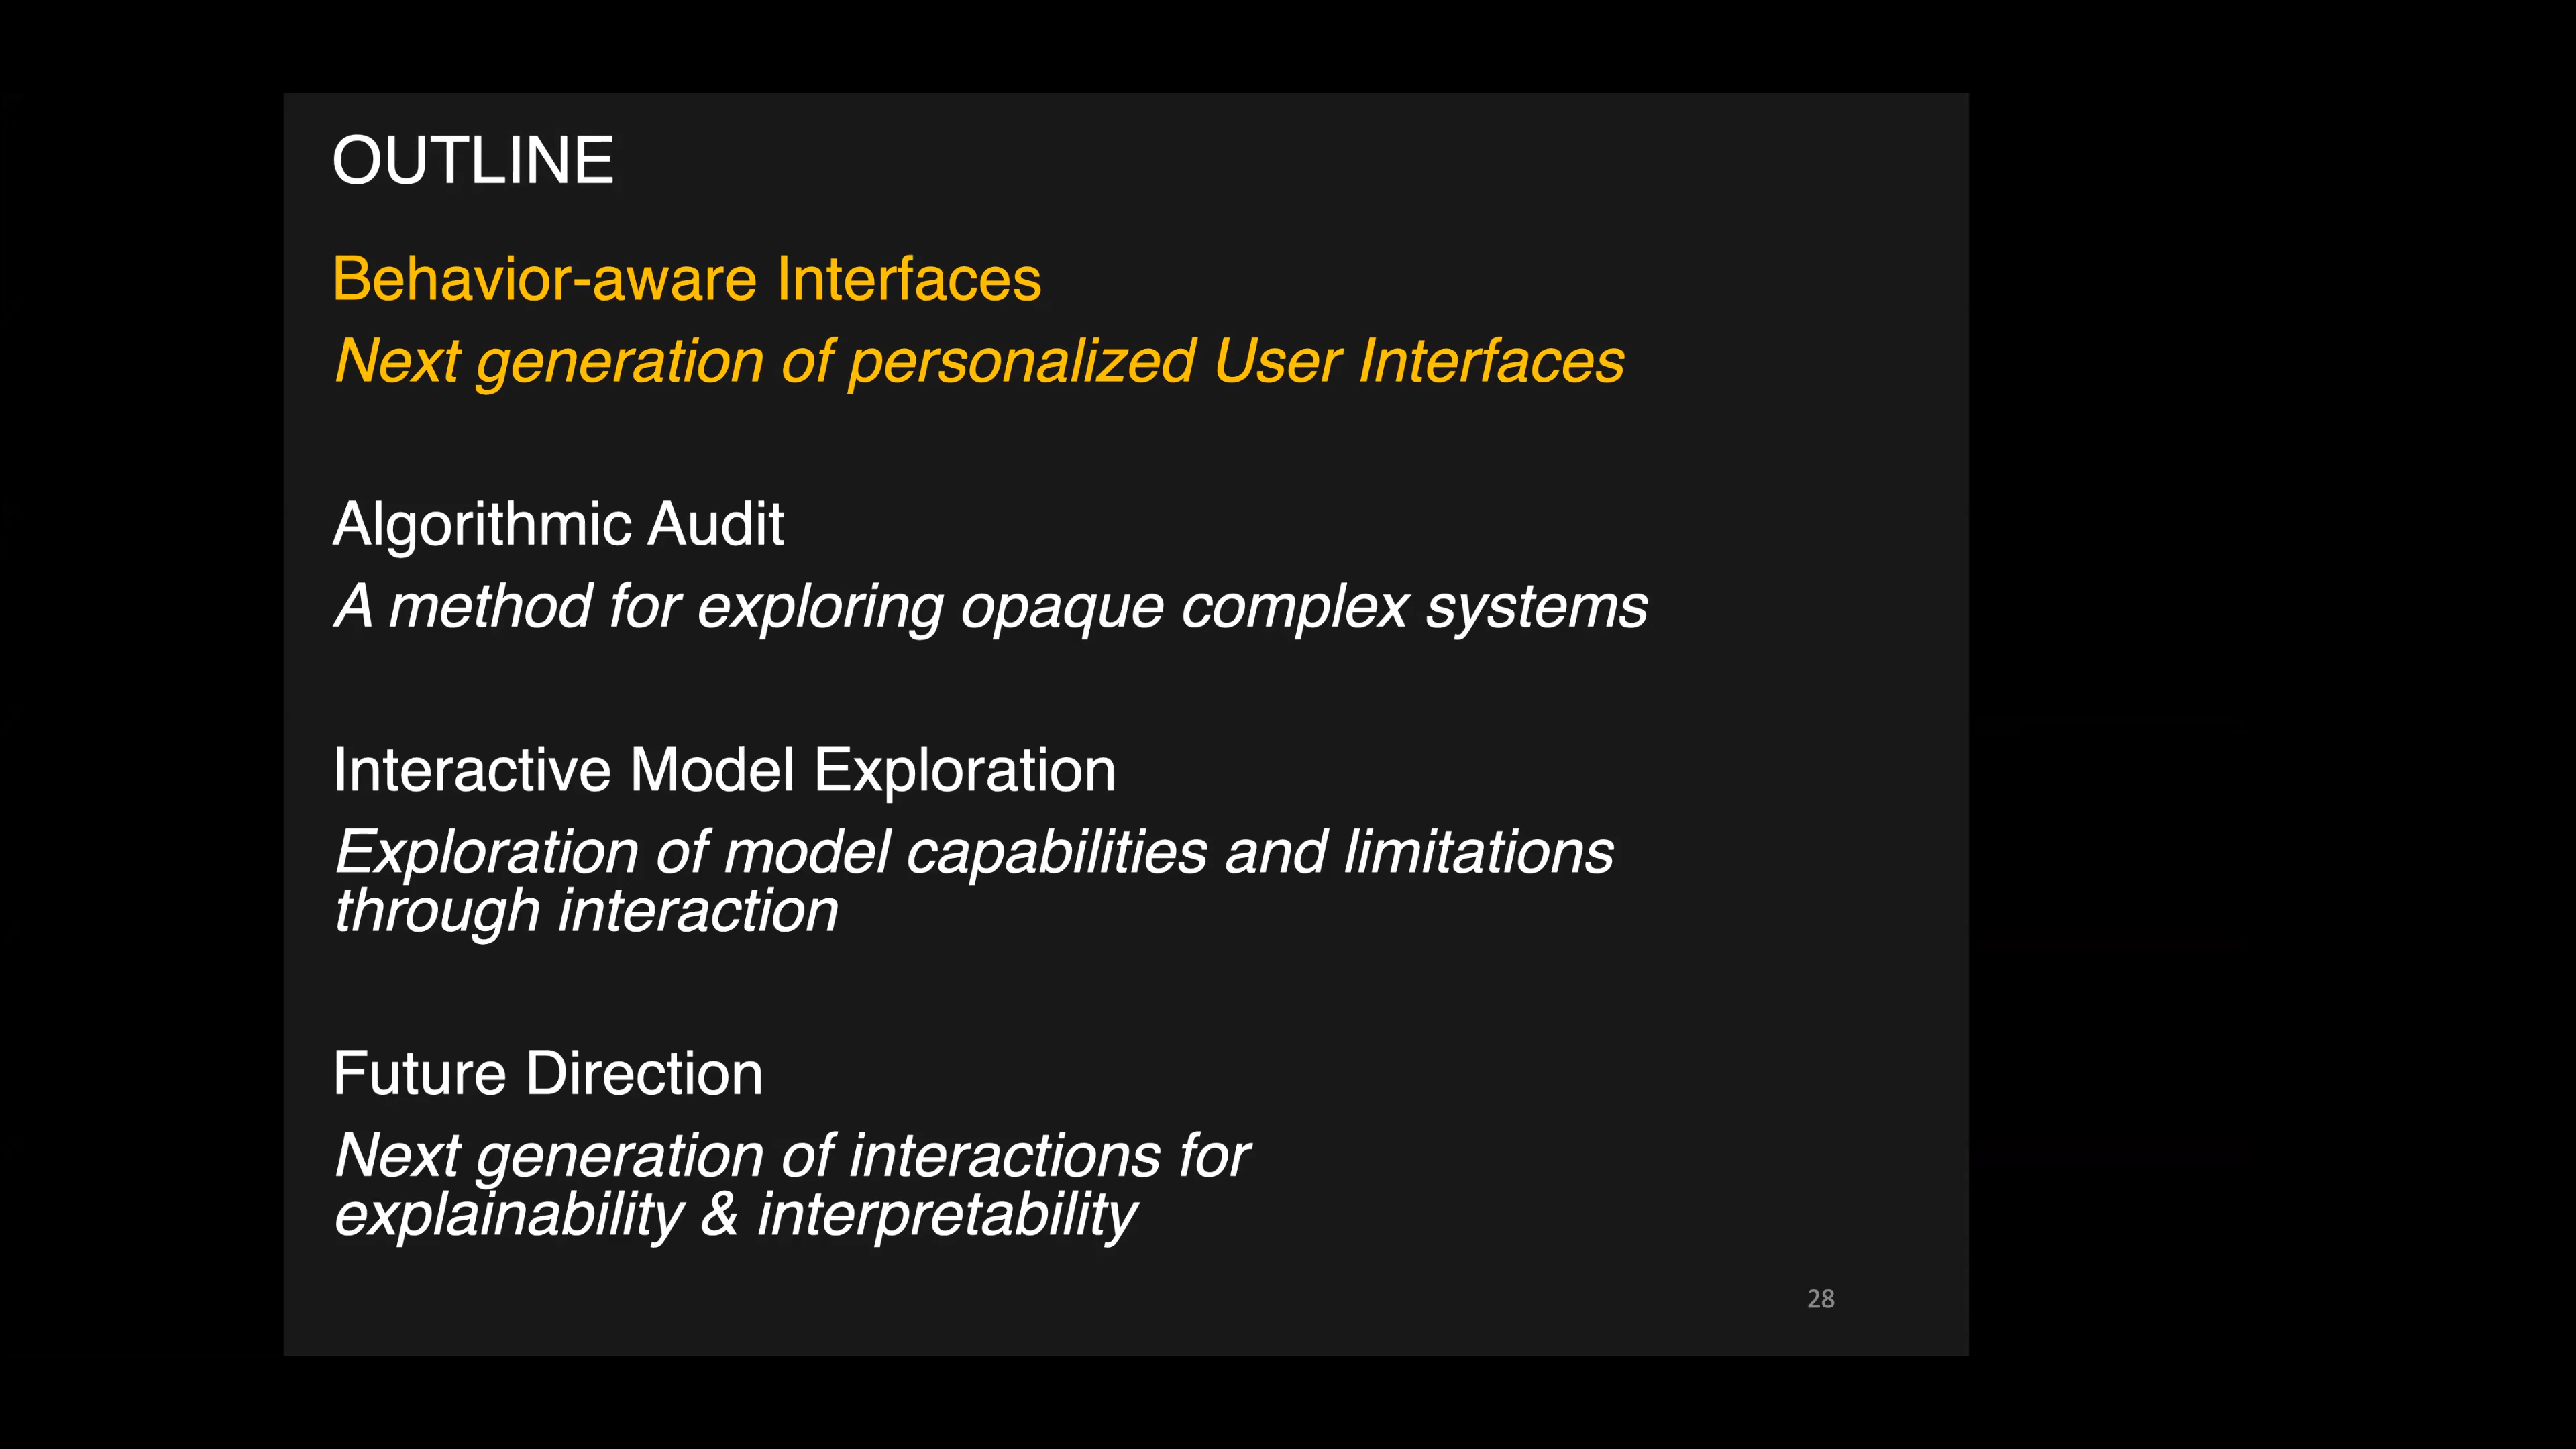 OUTLINE
Behavior-aware Interfaces
Next generation of personalized User Interfaces
Algorithmic Audit
A method for exploring opaque complex systems
Interactive Model Exploration
Exploration of model capabilities and limitations
through interaction
Future Direction
Next generation of interactions for
explainability & interpretability
28